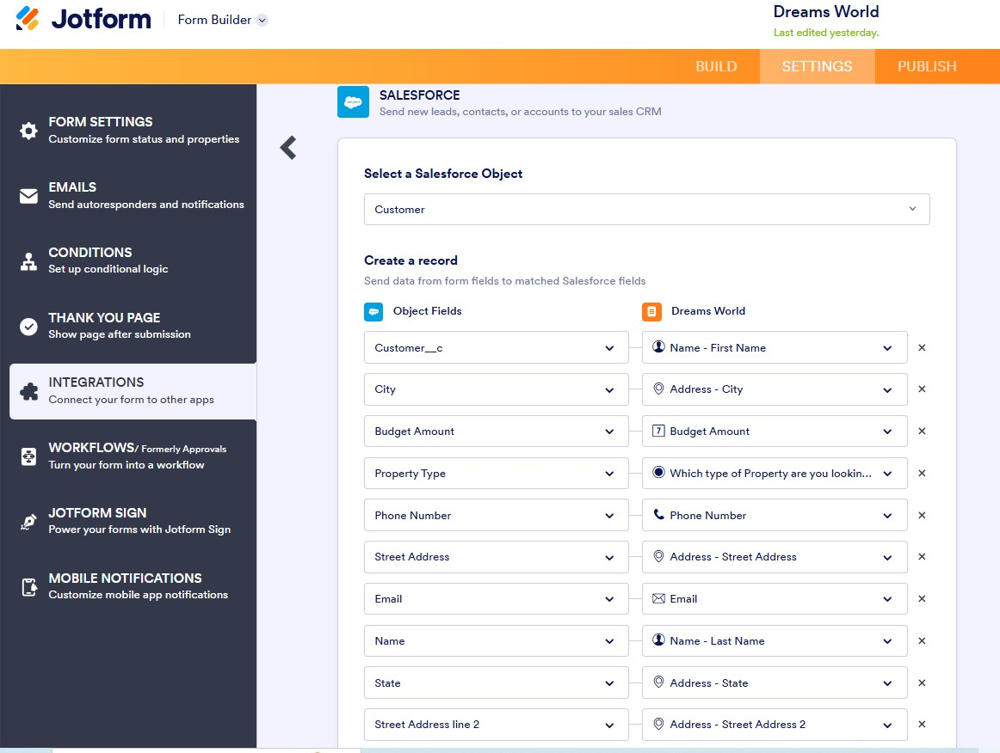 Jotform
Form Builder
Dreams World
Last edited yesterday.
BUILD
SETTINGS
PUBLISH
FORM SETTINGS
Customize form status and properties
EMAILS
Send autoresponders and notifications
CONDITIONS
Set up conditional logic
THANK YOU PAGE
Show page after submission
INTEGRATIONS
Connect your form to other apps
WORKFLOWS/ Formerly Approvals
Turn your form into a workflow
JOTFORM SIGN
Power your forms with Jotform Sign
MOBILE NOTIFICATIONS
Customize mobile app notifications
SALESFORCE
Send new leads, contacts, or accounts to your sales CRM
Select a Salesforce Object
Customer
Create a record
Send data from form fields to matched Salesforce fields
Object Fields
Dreams World
Customer__c
Name - First Name
City
Address - City
Budget Amount
7 Budget Amount
Property Type
Which type of Property are you lookin...
Phone Number
Phone Number
Street Address
Address - Street Address
Email
Email
Name
Name - Last Name
State
Address - State
Street Address line 2
Address - Street Address 2